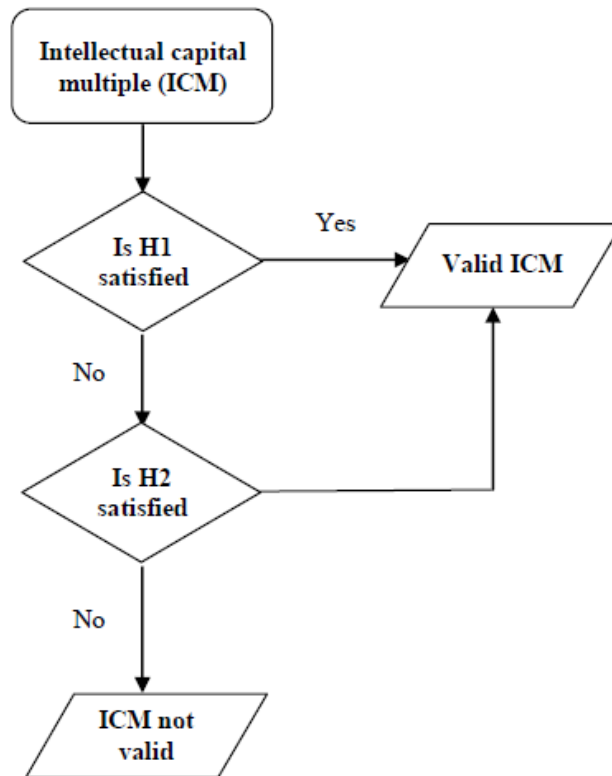 Intellectual capital
multiple (ICM)
Yes
Is H1
satisfied
Valid ICM
No
Is H2
satisfied
No
ICM not
valid